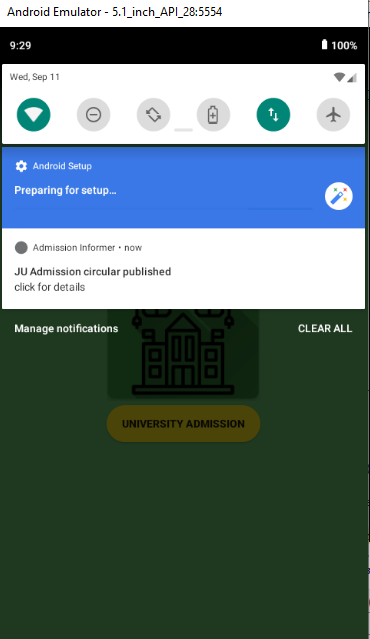 Android Emulator - 5.1_inch_API_28:5554
9:29 100%
Wed, Sep 11
Android Setup
Preparing for setup...
Admission Informer • now
JU Admission circular published
click for details
Manage notifications CLEAR ALL
UNIVERSITY ADMISSION